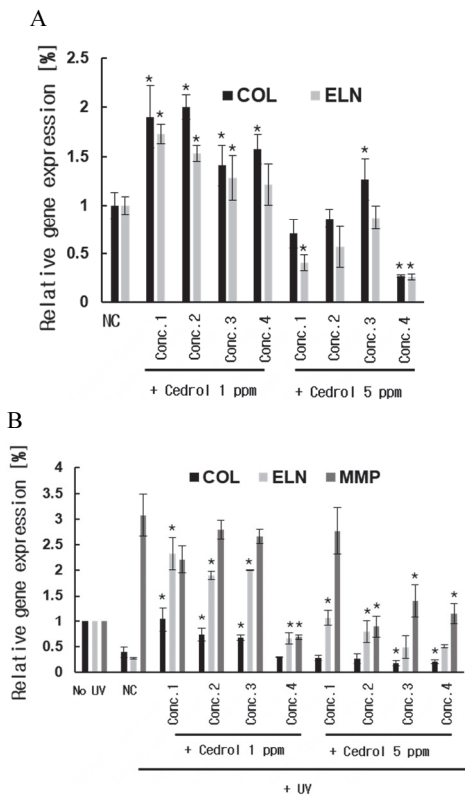 A
Relative gene expression [%]
2.5
2
1.5
1
0.5
0
COL ELN
* * * * * * * * * * *
NC Conc.1 Conc.2 Conc.3 Conc.4 Conc.1 Conc.2 Conc.3 Conc.4
+ Cedrol 1 ppm + Cedrol 5 ppm
B
Relative gene expression [%]
4
3.5
3
2.5
2
1.5
1
0.5
0
COL ELN MMP
* * * * * * * * * * * * * *
No UV NC Conc.1 Conc.2 Conc.3 Conc.4 Conc.1 Conc.2 Conc.3 Conc.4
+ Cedrol 1 ppm + Cedrol 5 ppm
+ UV